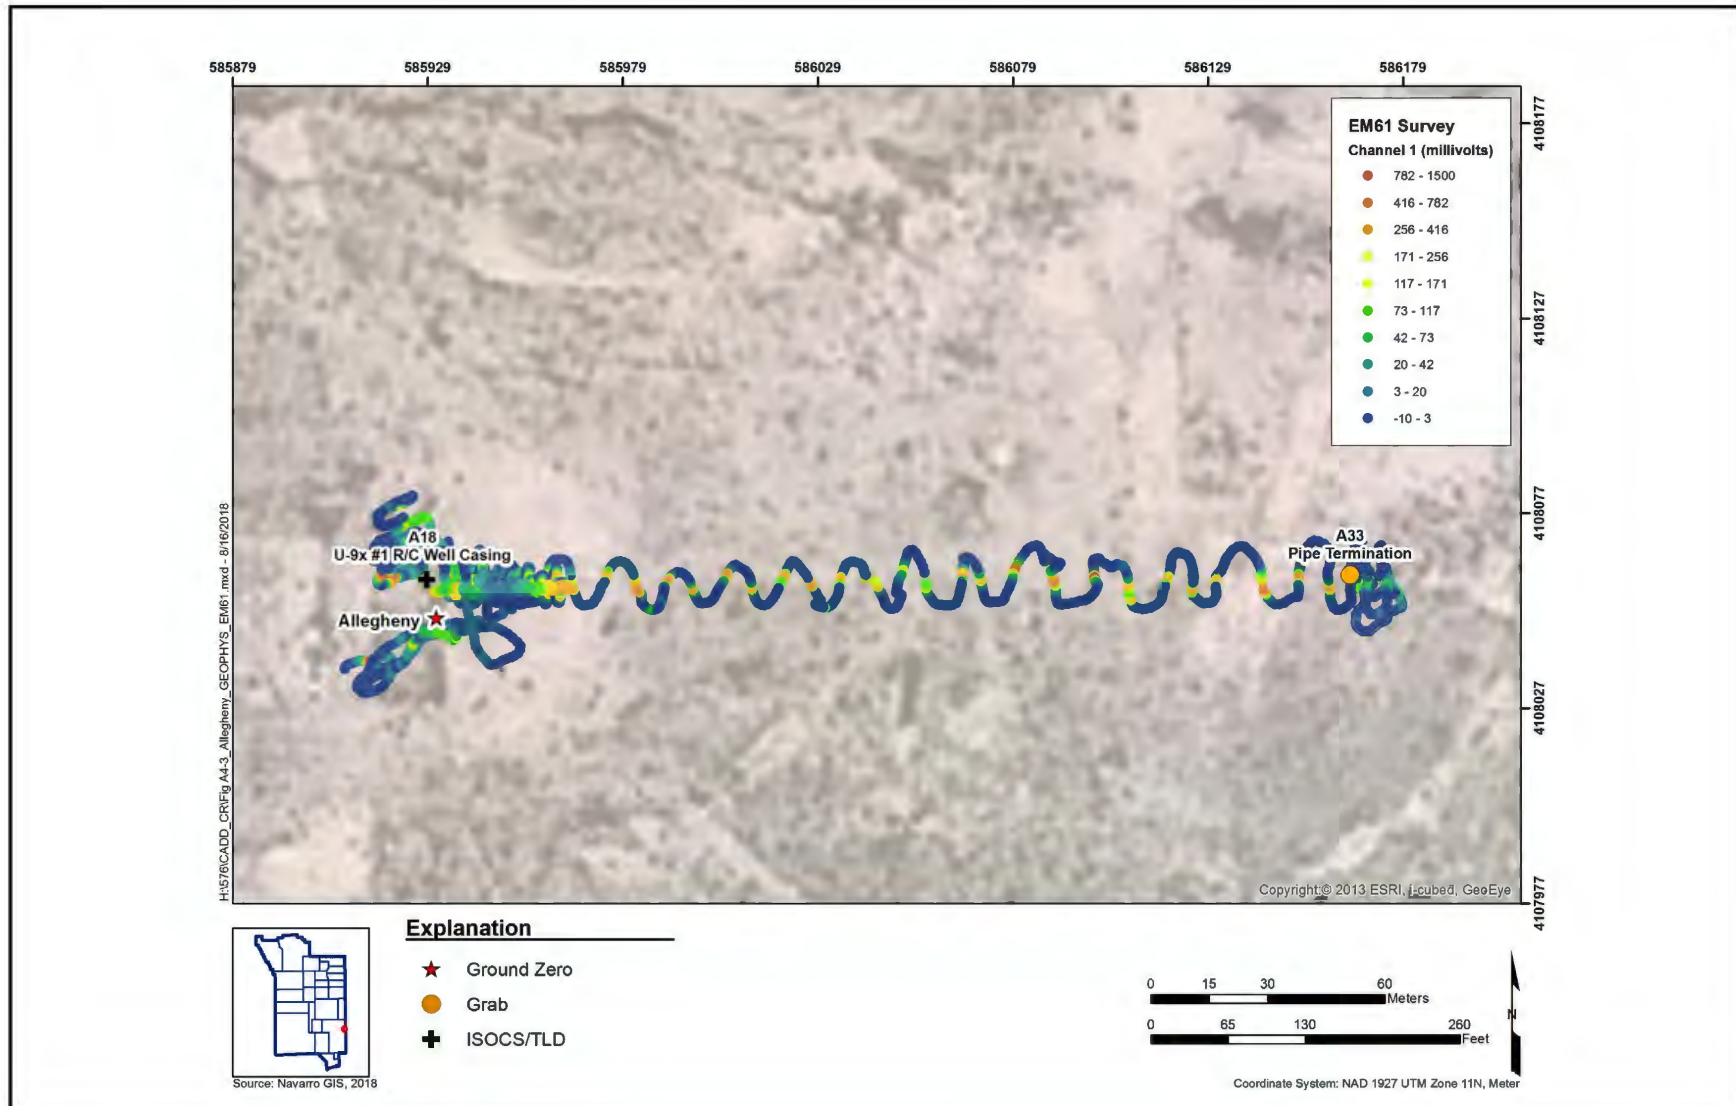 585879 585929 585979 586029 586079 586129 586179
EM61 Survey
Channel 1 (millivolts)
782 - 1500
416 - 782
256 - 416
171 - 256
117 - 171
73 - 117
42 - 73
20 - 42
3 - 20
-10 - 3
4108177
4108127
4108077
4108027
4107977
A18
U-9x #1 R/C Well Casing
Allegheny
A33
Pipe Termination
H:\576\CADD_CR\Fig A4-3_Allegheny_GEOPHYS_EM61.mxd - 8/16/2018
Copyright:© 2013 ESRI, i-cubed, GeoEye
Explanation
Ground Zero
Grab
ISOCS/TLD
Source: Navarro GIS, 2018
0 15 30 60
Meters
0 65 130 260
Feet
N
Coordinate System: NAD 1927 UTM Zone 11N, Meter